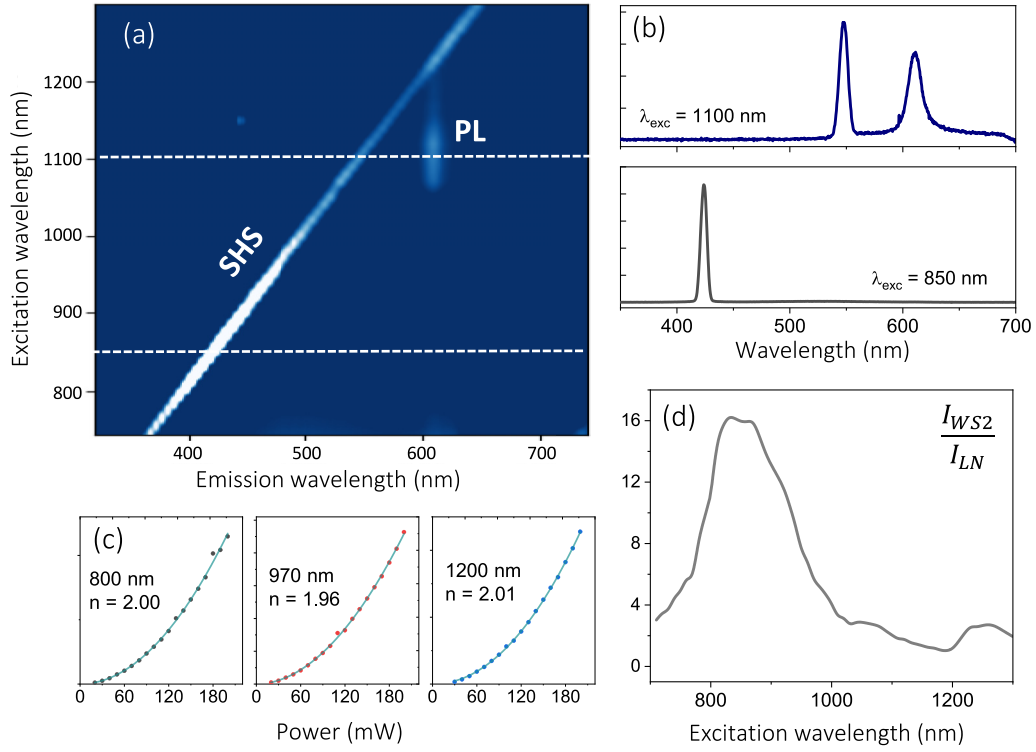 (a)
Excitation wavelength (nm)
1200
1100
1000
900
800
PL
SHS
400
500
600
700
Emission wavelength (nm)
(b)
λexc = 1100 nm
λexc = 850 nm
400
500
600
700
Wavelength (nm)
(c)
800 nm
n = 2.00
970 nm
n = 1.96
1200 nm
n = 2.01
0 60 120 180
0 60 120 180
0 60 120 180
Power (mW)
(d)
I_WS2
I_LN
16
12
8
4
0
800
1000
1200
Excitation wavelength (nm)